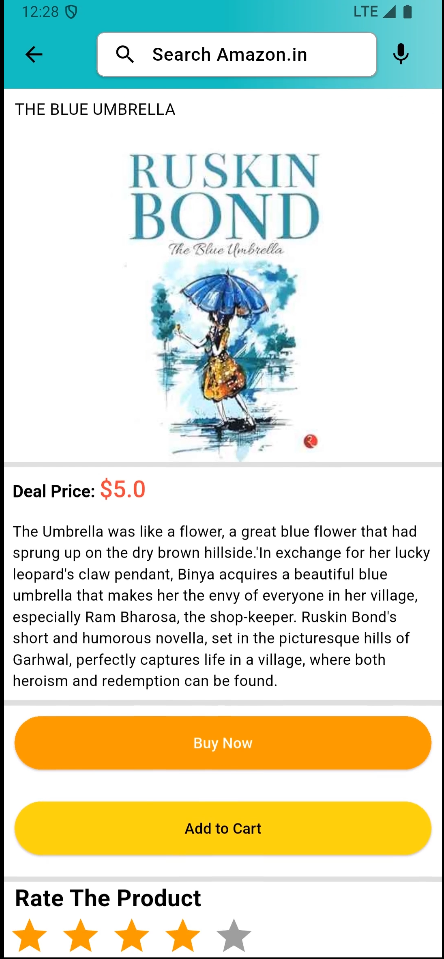 12:28 LTE
Search Amazon.in
THE BLUE UMBRELLA
RUSKIN
BOND
The Blue Umbrella
Deal Price: $5.0
The Umbrella was like a flower, a great blue flower that had
sprung up on the dry brown hillside.'In exchange for her lucky
leopard's claw pendant, Binya acquires a beautiful blue
umbrella that makes her the envy of everyone in her village,
especially Ram Bharosa, the shop-keeper. Ruskin Bond's
short and humorous novella, set in the picturesque hills of
Garhwal, perfectly captures life in a village, where both
heroism and redemption can be found.
Buy Now
Add to Cart
Rate The Product